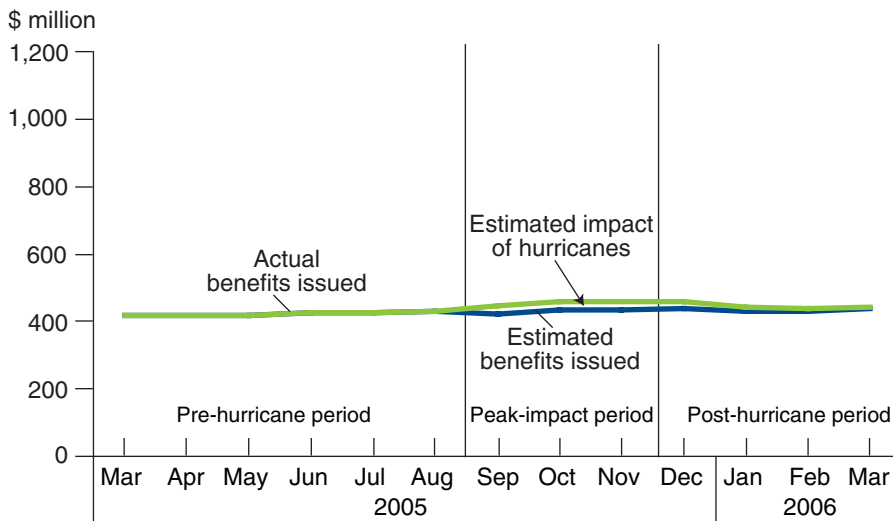 $ million
1,200
1,000
800
600
400
200
0
Actual
benefits issued
Estimated impact
of hurricanes
Estimated
benefits issued
Pre-hurricane period
Peak-impact period
Post-hurricane period
Mar Apr May Jun Jul Aug Sep Oct Nov Dec Jan Feb Mar
2005 2006